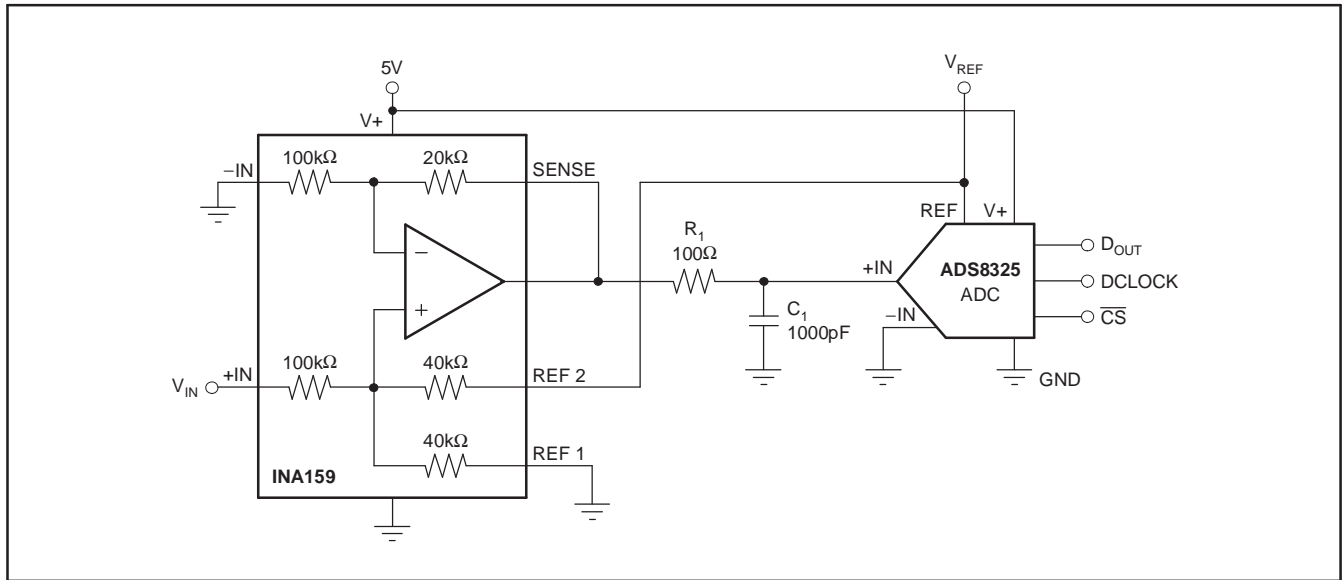 5V
V+
V_REF
−IN
100kΩ
20kΩ
SENSE
REF
V+
R_1
100Ω
+IN
ADS8325
ADC
D_OUT
DCLOCK
C̅S̅
−
+
−IN
C_1
1000pF
GND
V_IN
+IN
100kΩ
40kΩ
REF 2
40kΩ
REF 1
INA159